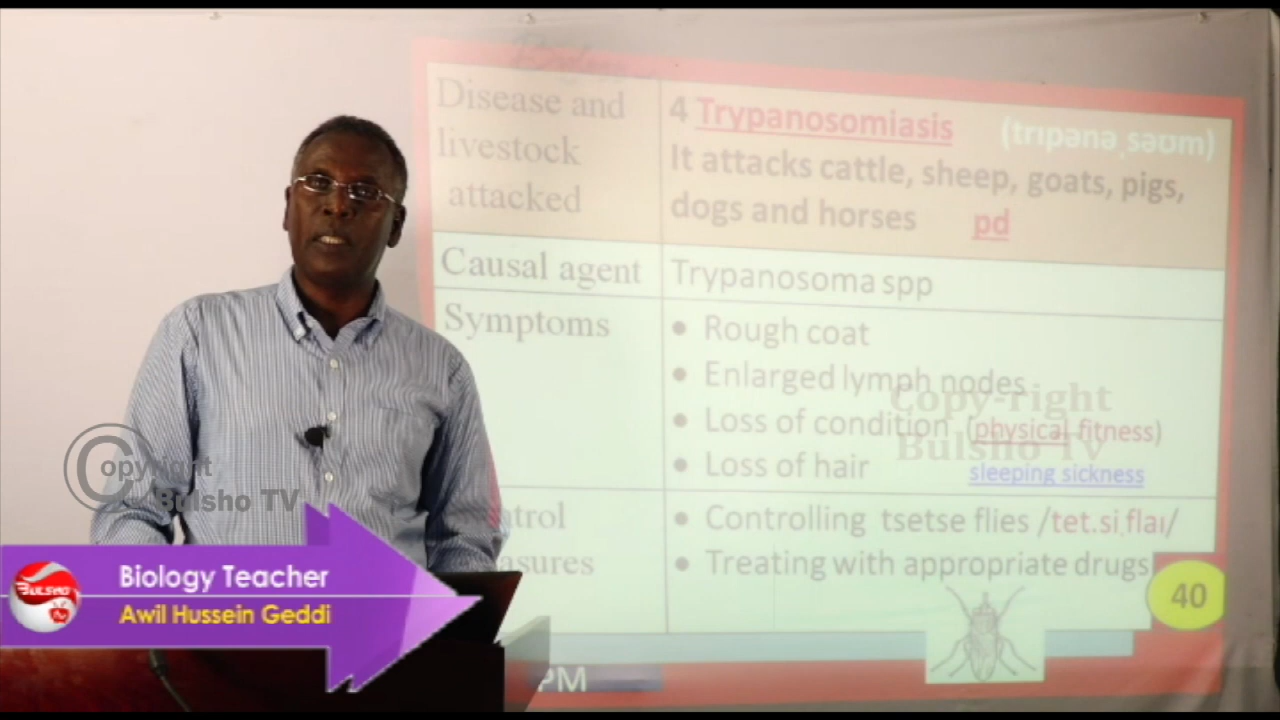 Disease and
livestock
attacked
4 Trypanosomiasis (trɪpənəˌsəʊm)
It attacks cattle, sheep, goats, pigs,
dogs and horses pd
Causal agent
Trypanosoma spp
Symptoms
• Rough coat
• Enlarged lymph nodes
• Loss of condition (physical fitness)
• Loss of hair sleeping sickness
• Controlling tsetse flies /tet.si.flaɪ/
• Treating with appropriate drugs
40
PM
Copy-right
Bulsho TV
Copyright
Bulsho TV
Biology Teacher
Awil Hussein Geddi
BULSHO